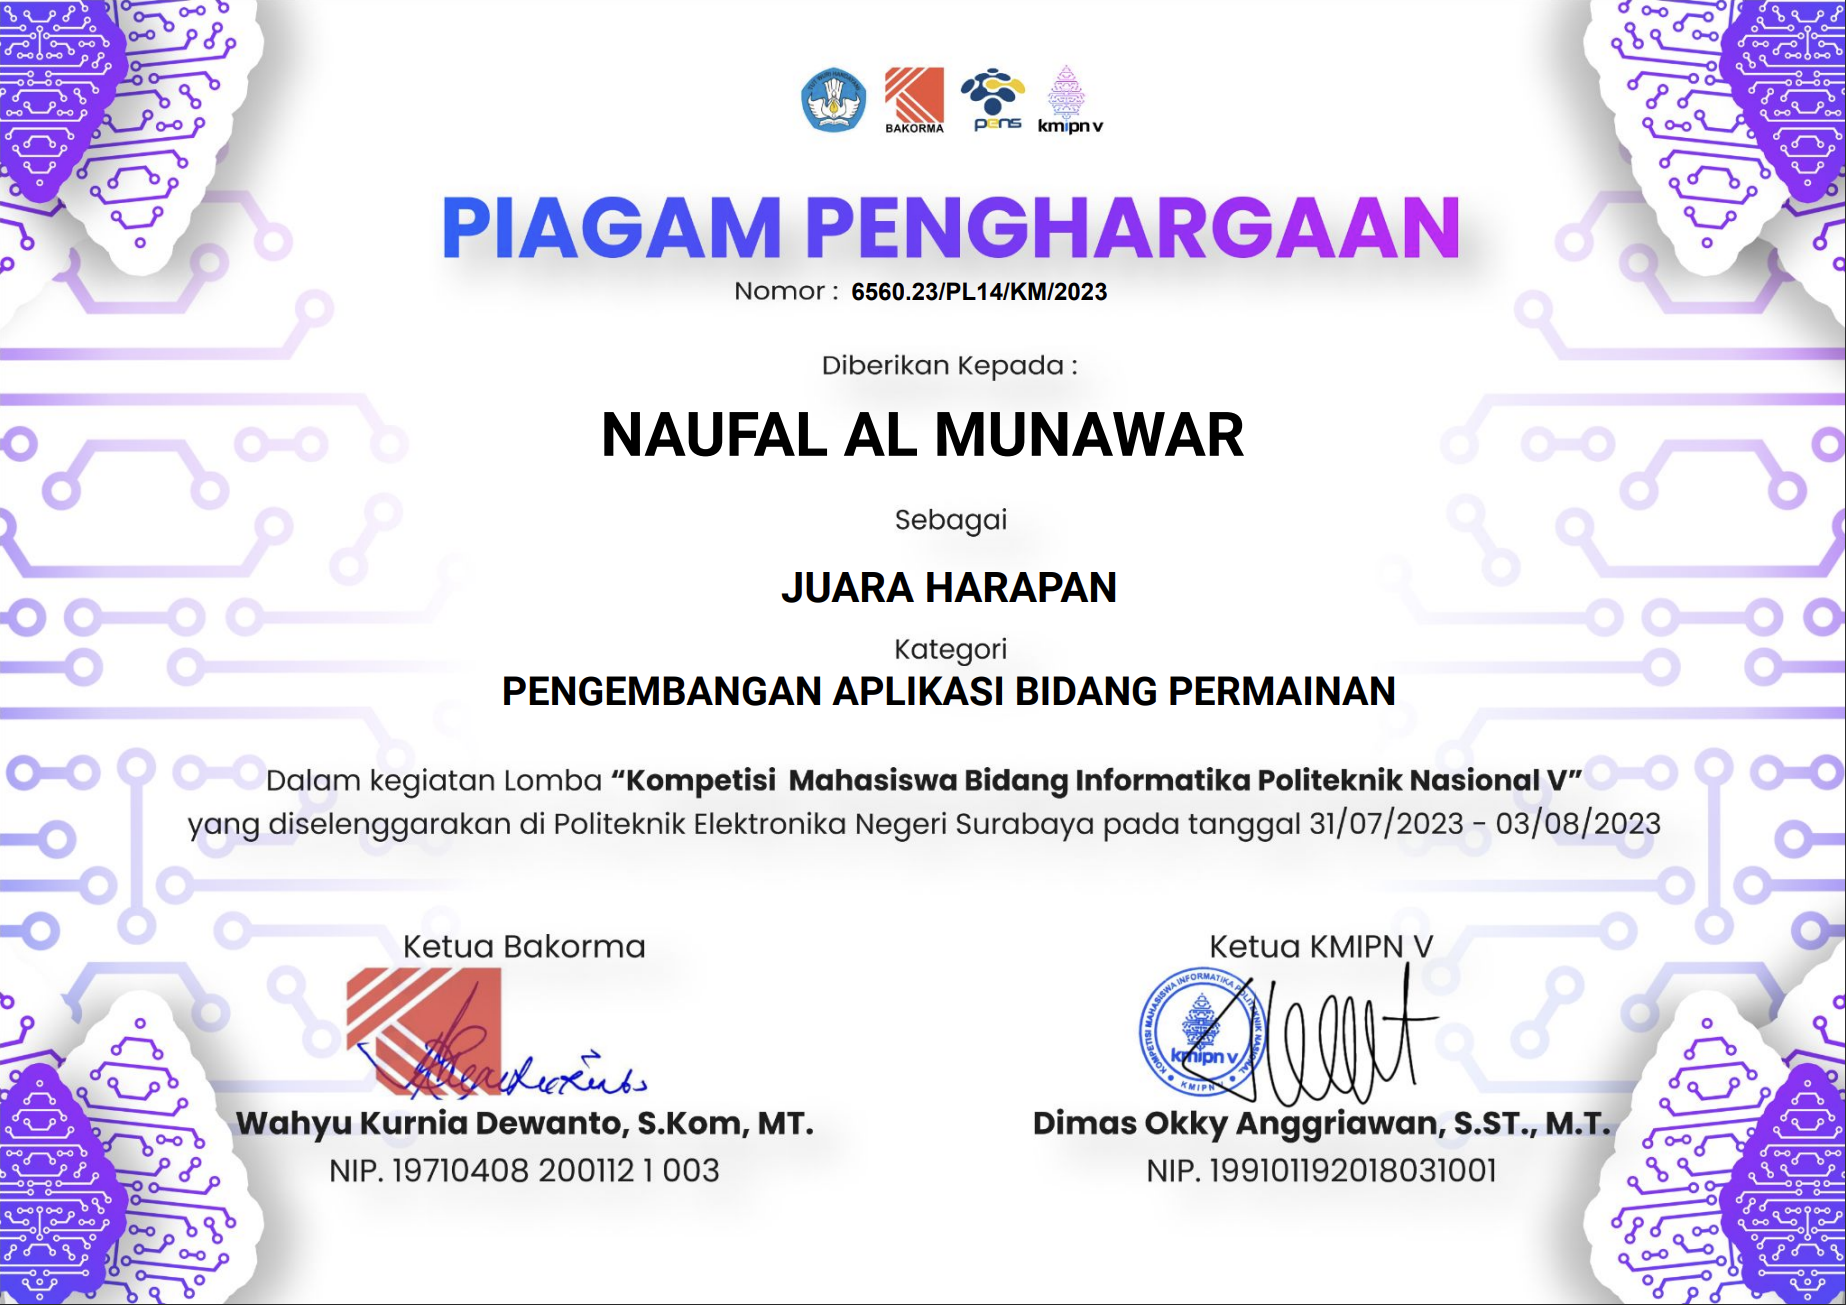 BAKORMA
pens
kmipn v
PIAGAM PENGHARGAAN
Nomor : 6560.23/PL14/KM/2023
Diberikan Kepada :
NAUFAL AL MUNAWAR
Sebagai
JUARA HARAPAN
Kategori
PENGEMBANGAN APLIKASI BIDANG PERMAINAN
Dalam kegiatan Lomba “Kompetisi Mahasiswa Bidang Informatika Politeknik Nasional V”
yang diselenggarakan di Politeknik Elektronika Negeri Surabaya pada tanggal 31/07/2023 - 03/08/2023
Ketua Bakorma
Wahyu Kurnia Dewanto, S.Kom, MT.
NIP. 19710408 200112 1 003
Ketua KMIPN V
KOMPETISI MAHASISWA INFORMATIKA POLITEKNIK NASIONAL
kmipn v
KMIPN V
Dimas Okky Anggriawan, S.ST., M.T.
NIP. 199101192018031001